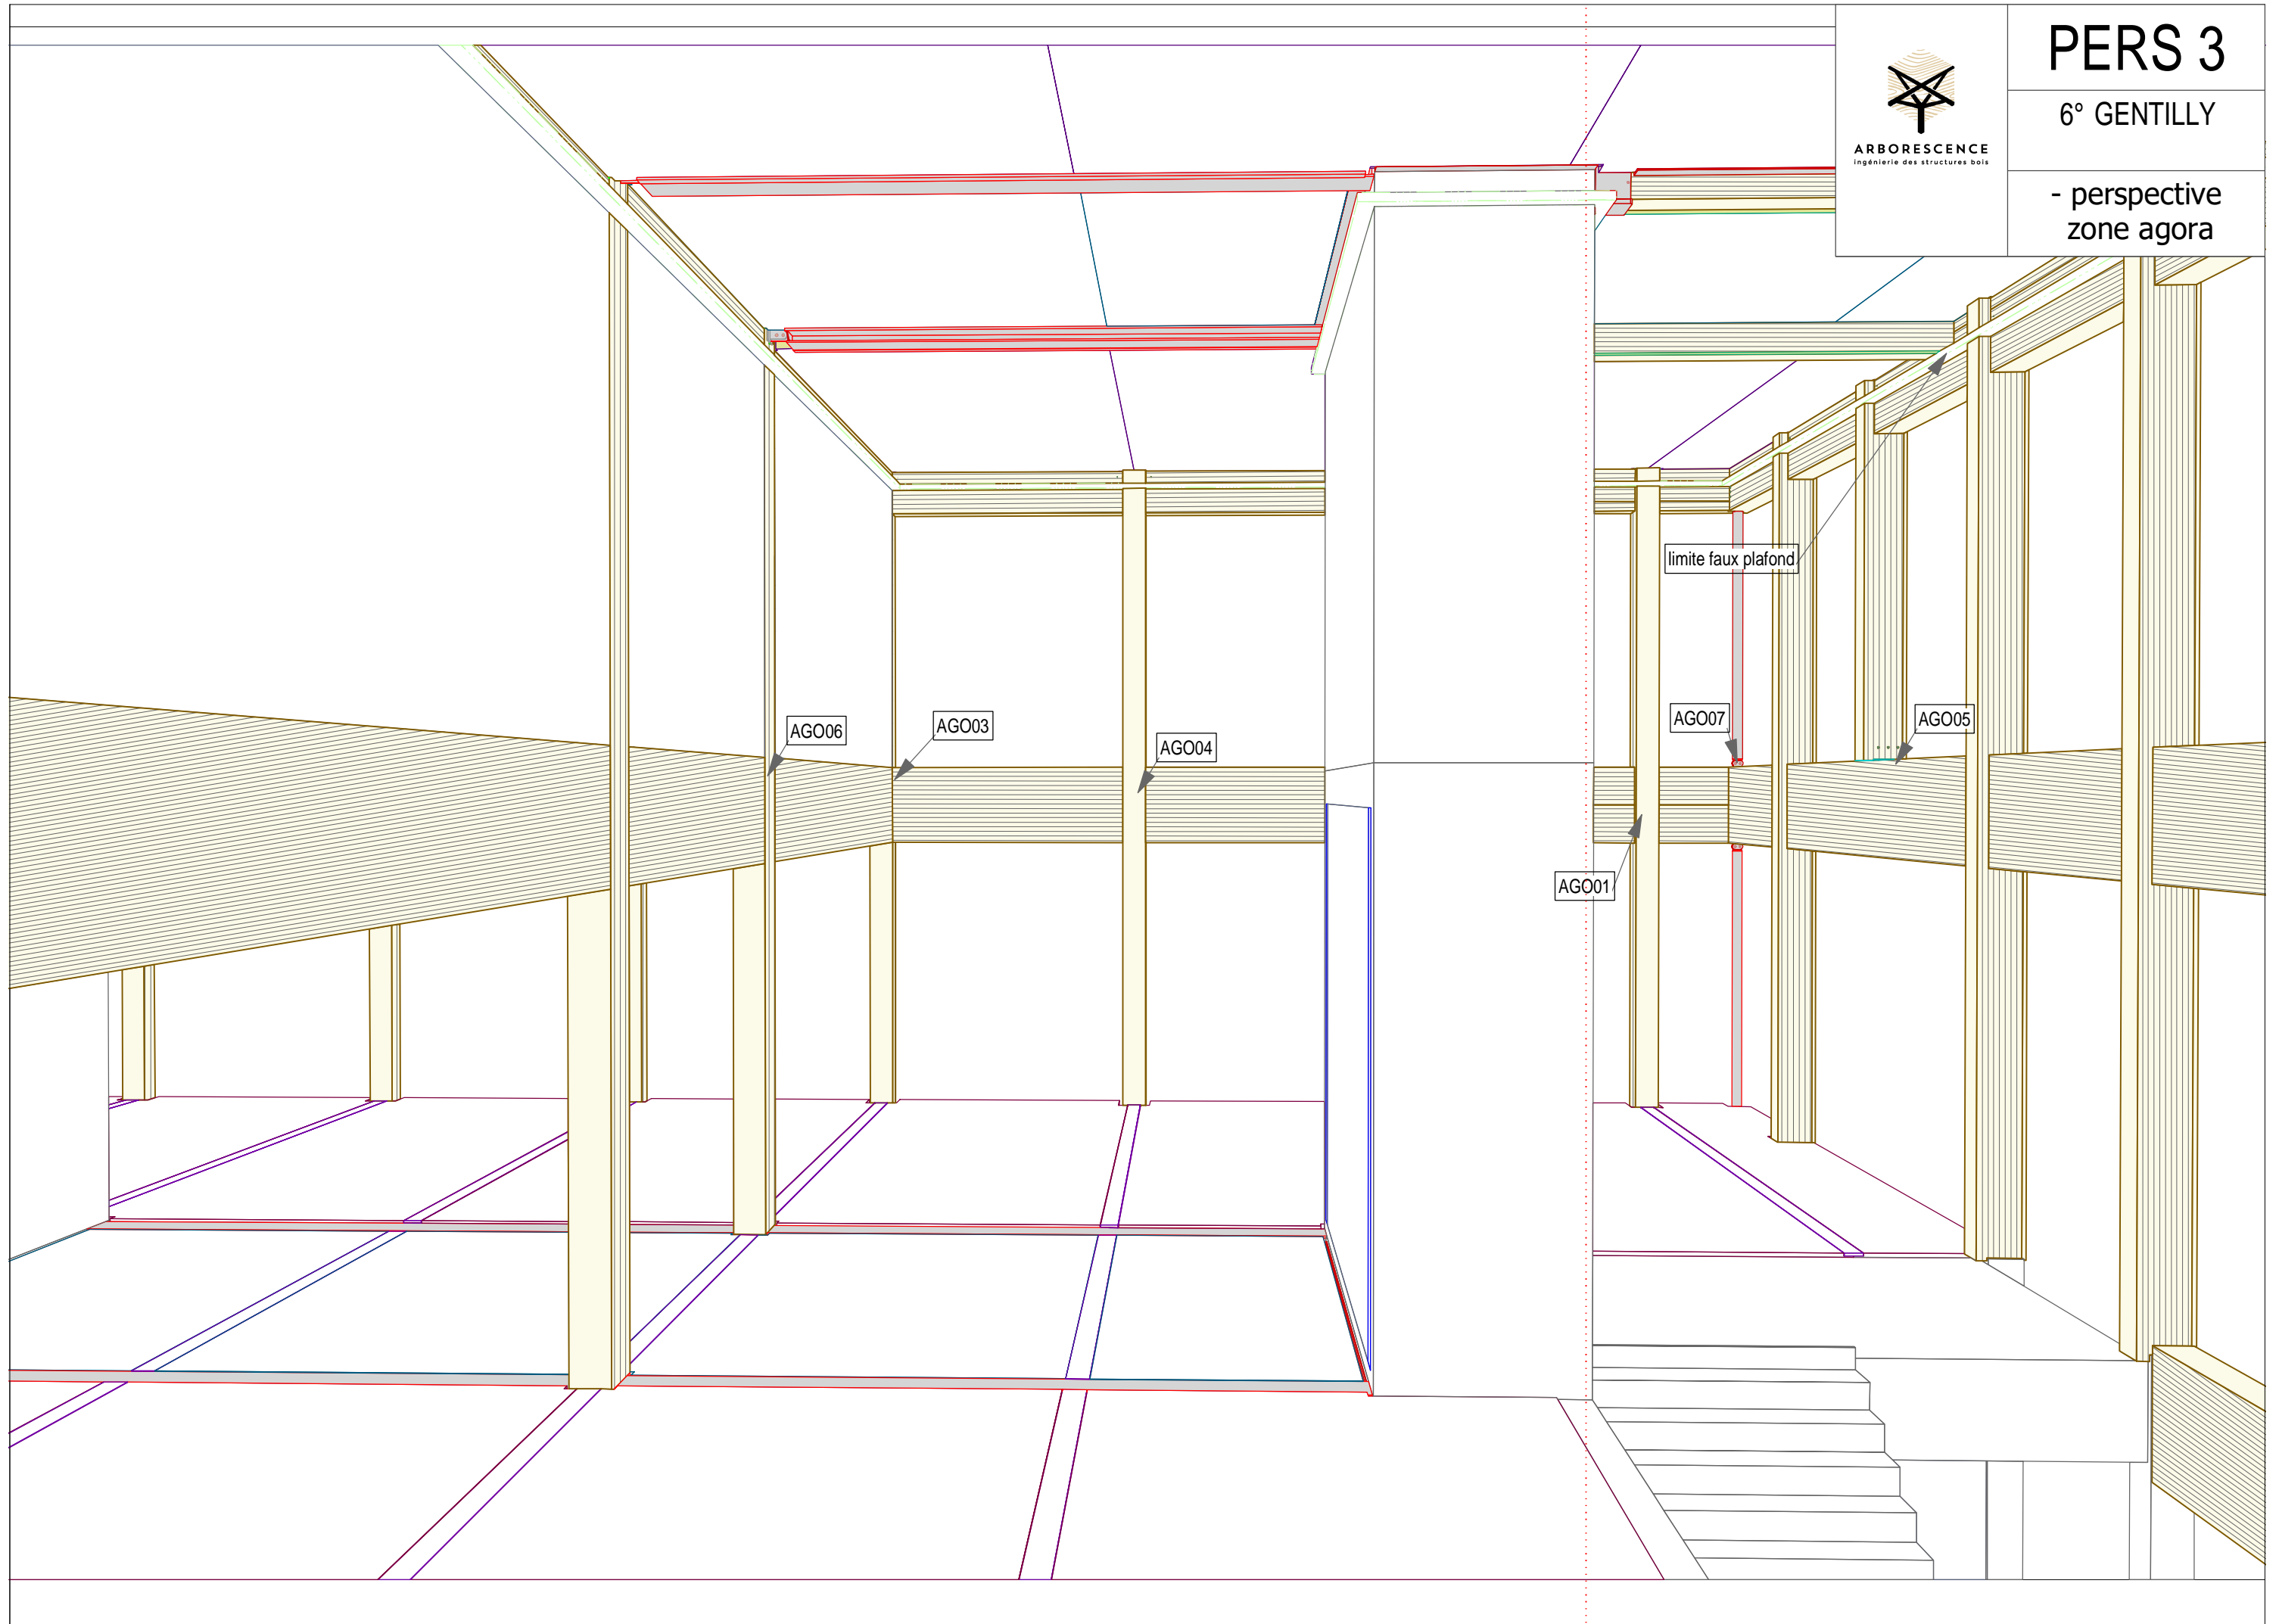 PERS 3
6° GENTILLY
- perspective
zone agora
ARBORESCENCE
ingénierie des structures bois
limite faux plafond
AGO06
AGO03
AGO04
AGO07
AGO05
AGO01